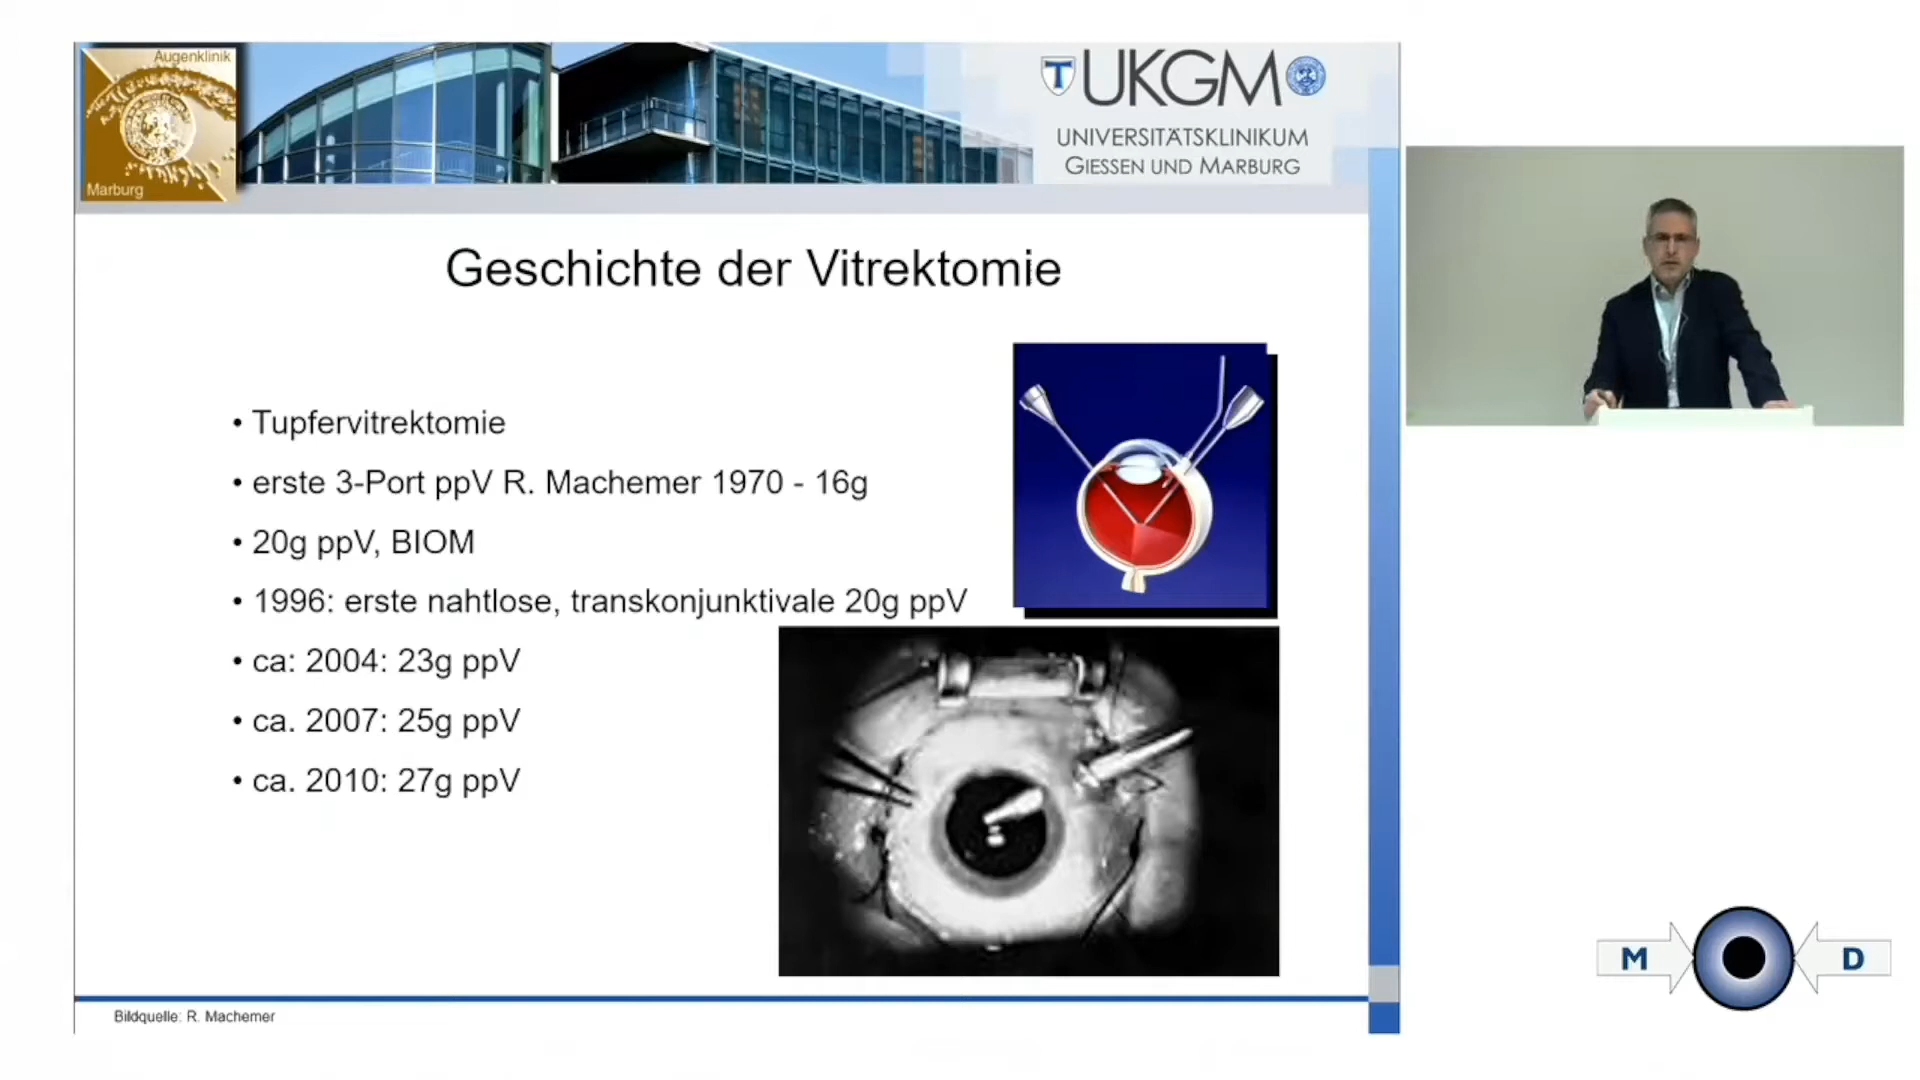 Augenklinik
Marburg
UKGM
UNIVERSITÄTSKLINIKUM
GIESSEN UND MARBURG
Geschichte der Vitrektomie
• Tupfervitrektomie
• erste 3-Port ppV R. Machemer 1970 - 16g
• 20g ppV, BIOM
• 1996: erste nahtlose, transkonjunktivale 20g ppV
• ca: 2004: 23g ppV
• ca. 2007: 25g ppV
• ca. 2010: 27g ppV
Bildquelle: R. Machemer
M D